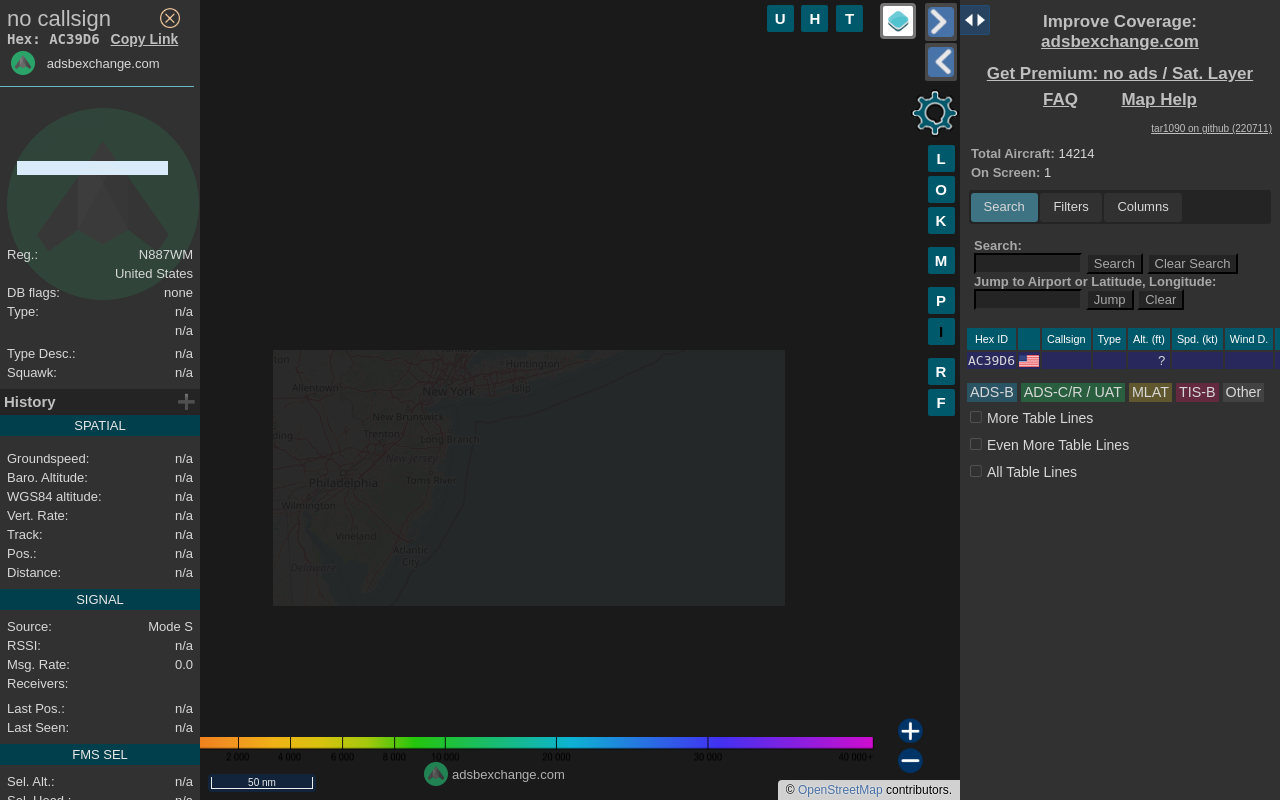 no callsign
Hex: AC39D6 Copy Link
adsbexchange.com
Reg.: N887WM
United States
DB flags: none
Type: n/a
n/a
Type Desc.: n/a
Squawk: n/a
History
SPATIAL
Groundspeed: n/a
Baro. Altitude: n/a
WGS84 altitude: n/a
Vert. Rate: n/a
Track: n/a
Pos.: n/a
Distance: n/a
SIGNAL
Source: Mode S
RSSI: n/a
Msg. Rate: 0.0
Receivers:
Last Pos.: n/a
Last Seen: n/a
FMS SEL
Sel. Alt.: n/a
Sel. Head.: n/a
U H T
L
O
K
M
P
I
R
F
Huntington
Allentown
New York
Islip
New Brunswick
Trenton
Long Branch
New Jersey
Philadelphia
Toms River
Wilmington
Vineland
Atlantic
City
Delaware
2 000 4 000 6 000 8 000 10 000 20 000 30 000 40 000+
adsbexchange.com
50 nm
© OpenStreetMap contributors.
Improve Coverage:
adsbexchange.com
Get Premium: no ads / Sat. Layer
FAQ Map Help
tar1090 on github (220711)
Total Aircraft: 14214
On Screen: 1
Search Filters Columns
Search:
Search Clear Search
Jump to Airport or Latitude, Longitude:
Jump Clear
Hex ID Callsign Type Alt. (ft) Spd. (kt) Wind D.
AC39D6 ?
ADS-B ADS-C/R / UAT MLAT TIS-B Other
More Table Lines
Even More Table Lines
All Table Lines